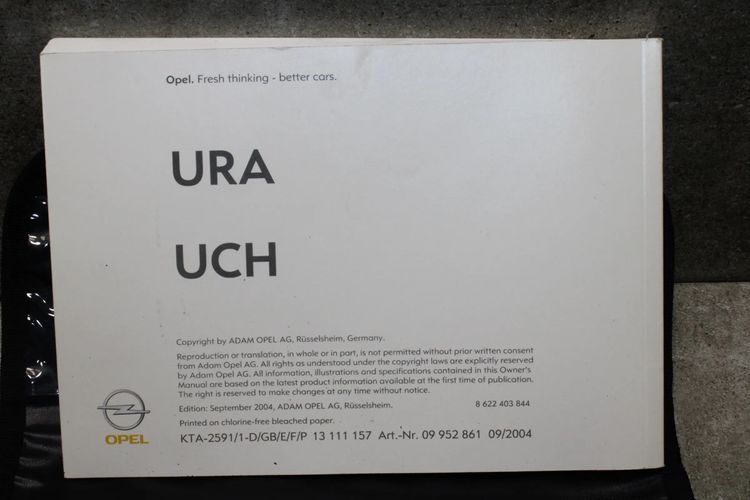 Opel. Fresh thinking - better cars.
URA
UCH
Copyright by ADAM OPEL AG, Rüsselsheim, Germany.
Reproduction or translation, in whole or in part, is not permitted without prior written consent
from Adam Opel AG. All rights as understood under the copyright laws are explicitly reserved
by Adam Opel AG. All information, illustrations and specifications contained in this Owner's
Manual are based on the latest product information available at the first time of publication.
The right is reserved to make changes at any time without notice.
Edition: September 2004, ADAM OPEL AG, Rüsselsheim. 8 622 403 844
Printed on chlorine-free bleached paper.
OPEL
KTA-2591/1-D/GB/E/F/P 13 111 157 Art.-Nr. 09 952 861 09/2004